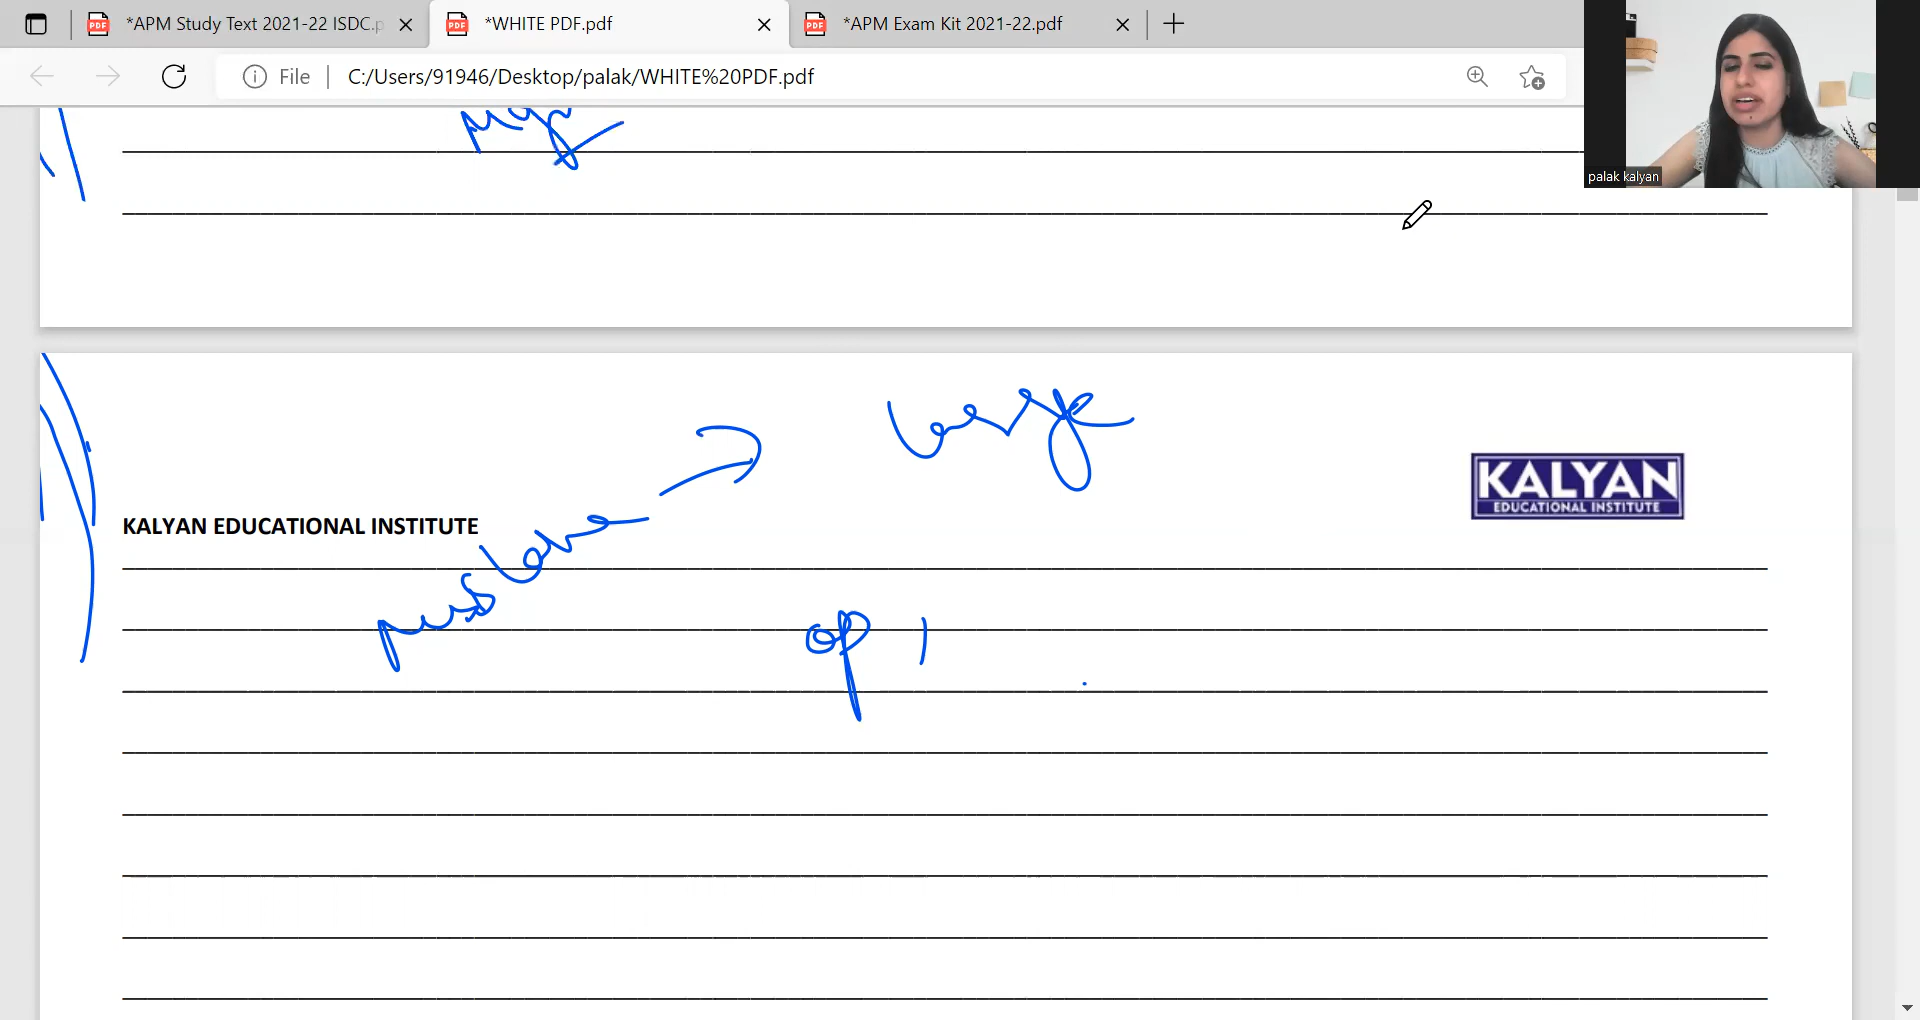 *APM Study Text 2021-22 ISDC.p
*WHITE PDF.pdf
*APM Exam Kit 2021-22.pdf
File
C:/Users/91946/Desktop/palak/WHITE%20PDF.pdf
palak kalyan
large
KALYAN
EDUCATIONAL INSTITUTE
KALYAN EDUCATIONAL INSTITUTE
op 1